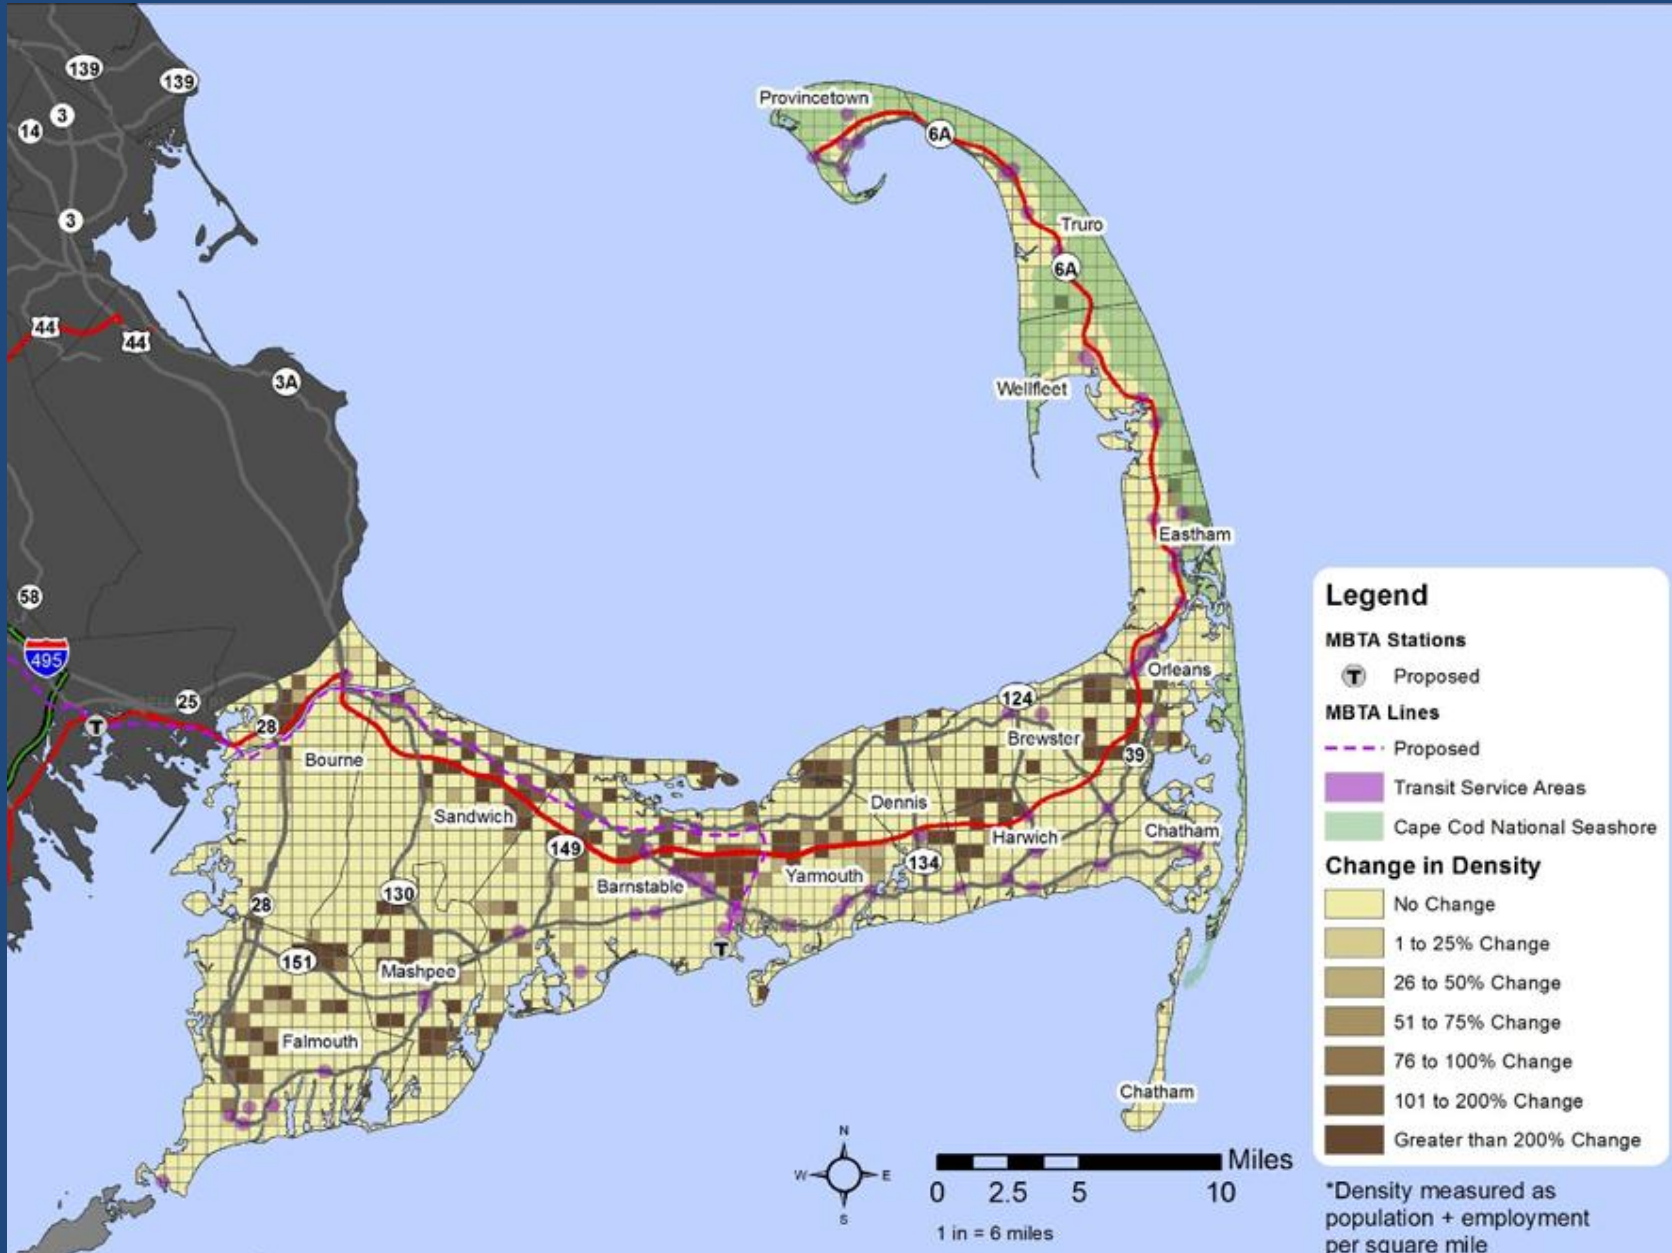 139
139
3
14
3
44
44
3A
58
495
25
28
28
151
130
149
124
39
134
6A
6A
Provincetown
Truro
Wellfleet
Eastham
Orleans
Brewster
Dennis
Harwich
Chatham
Yarmouth
Barnstable
Sandwich
Bourne
Mashpee
Falmouth
Chatham
T
T
N
W E
S
Miles
0 2.5 5 10
1 in = 6 miles
Legend
MBTA Stations
T Proposed
MBTA Lines
Proposed
Transit Service Areas
Cape Cod National Seashore
Change in Density
No Change
1 to 25% Change
26 to 50% Change
51 to 75% Change
76 to 100% Change
101 to 200% Change
Greater than 200% Change
*Density measured as
population + employment
per square mile